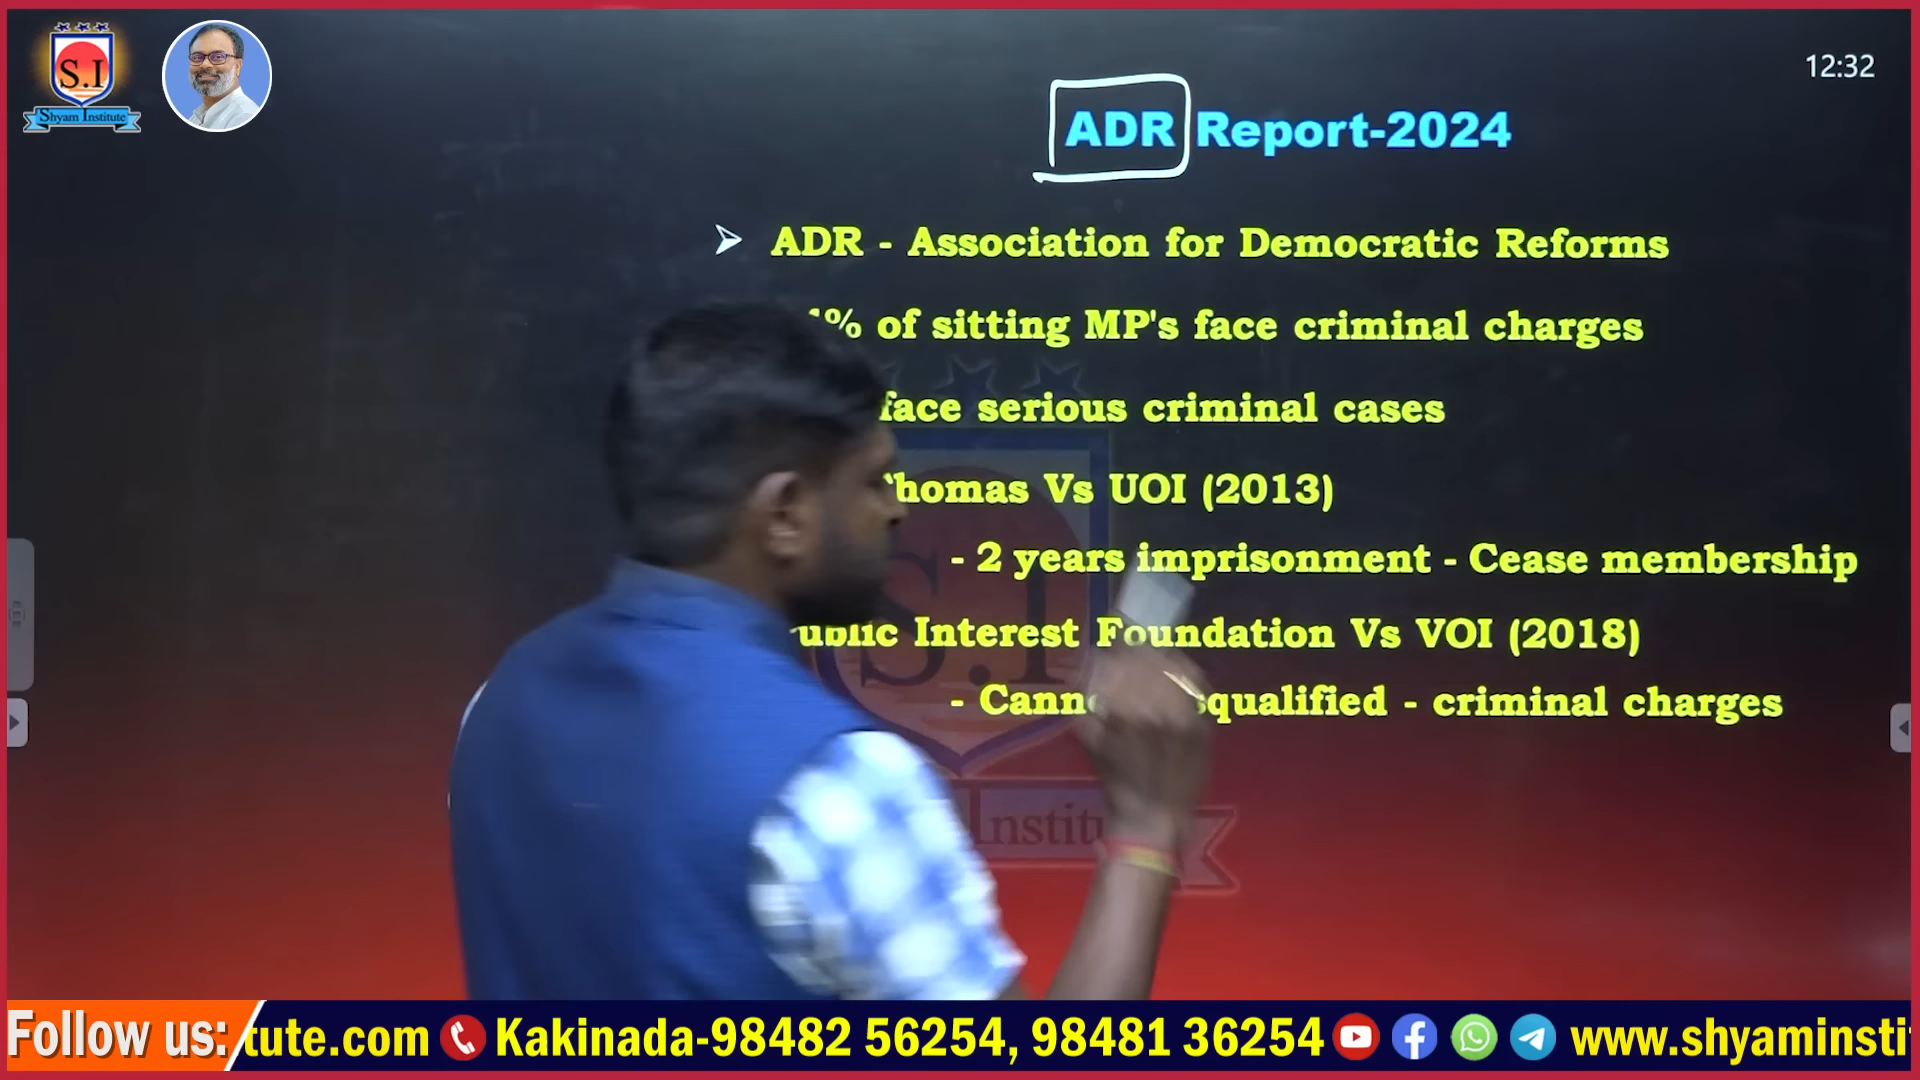 S.I
Shyam Institute
12:32
ADR Report-2024
ADR - Association for Democratic Reforms
% of sitting MP's face criminal charges
face serious criminal cases
Vs UOI (2013)
- 2 years imprisonment - Cease membership
Interest Foundation Vs VOI (2018)
- criminal charges
S.I
Follow us:
tute.com Kakinada-98482 56254, 98481 36254 www.shyaminsti